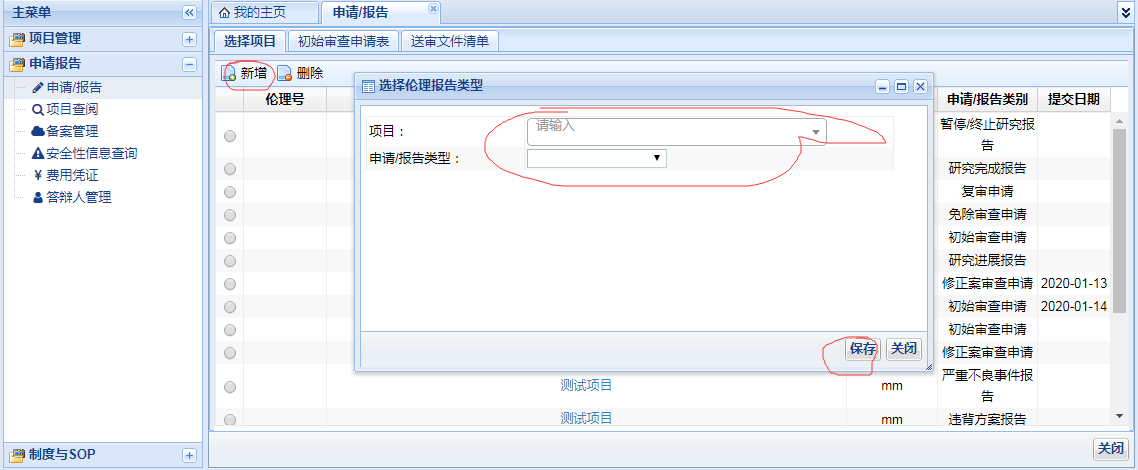 主菜单
我的主页
申请/报告
项目管理
申请报告
申请/报告
项目查阅
备案管理
安全性信息查询
费用凭证
答辩人管理
制度与SOP
选择项目
初始审查申请表
送审文件清单
新增
删除
伦理号
申请/报告类别
提交日期
选择伦理报告类型
项目：
请输入
申请/报告类型：
保存
关闭
暂停/终止研究报
告
研究完成报告
复审申请
免除审查申请
初始审查申请
研究进展报告
修正案审查申请 2020-01-13
初始审查申请 2020-01-14
初始审查申请
修正案审查申请
测试项目 mm 严重不良事件报
告
测试项目 mm 违背方案报告
关闭